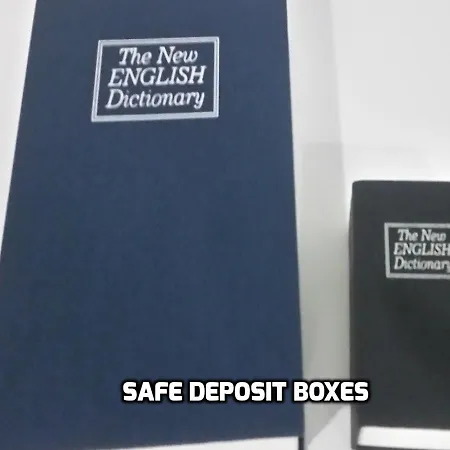 The New
ENGLISH
Dictionary
The New
ENGLISH
Dictionary
SAFE DEPOSIT BOXES